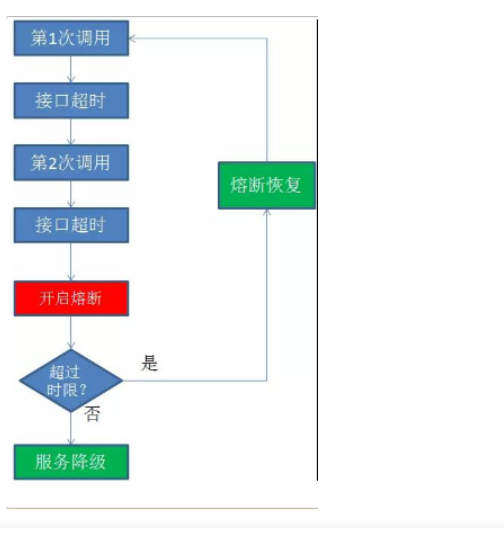 第1次调用
接口超时
第2次调用
熔断恢复
接口超时
开启熔断
超过
时限?
是
否
服务降级